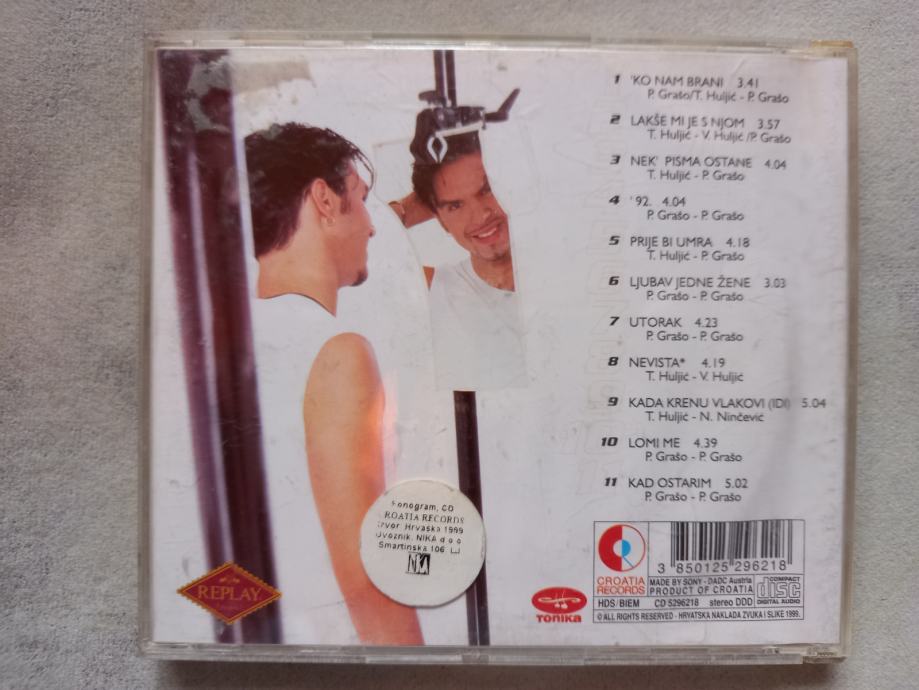 1 'KO NAM BRANI 3.41
P. Grašo/T. Huljić - P. Grašo
2 LAKŠE MI JE S NJOM 3.57
T. Huljić - V. Huljić /P. Grašo
3 NEK' PISMA OSTANE 4.04
T. Huljić - P. Grašo
4 '92. 4.04
P. Grašo - P. Grašo
5 PRIJE BI UMRA 4.18
T. Huljić - P. Grašo
6 LJUBAV JEDNE ŽENE 3.03
P. Grašo - P. Grašo
7 UTORAK 4.23
P. Grašo - P. Grašo
8 NEVISTA* 4.19
T. Huljić - V. Huljić
9 KADA KRENU VLAKOVI (IDI) 5.04
T. Huljić - N. Ninčević
10 LOMI ME 4.39
P. Grašo - P. Grašo
11 KAD OSTARIM 5.02
P. Grašo - P. Grašo
Fonogram, CD
CROATIA RECORDS
Izvor: Hrvaška 1999
Uvoznik: NIKA d o o
Smartinska 106 LJ
REPLAY
TONIKA
3 850125 296218
CROATIA
RECORDS
MADE BY SONY - DADC Austria
PRODUCT OF CROATIA
COMPACT
disc
DIGITAL AUDIO
HDS/BIEM CD 5296218 stereo DDD
© ALL RIGHTS RESERVED - HRVATSKA NAKLADA ZVUKA I SLIKE 1999.